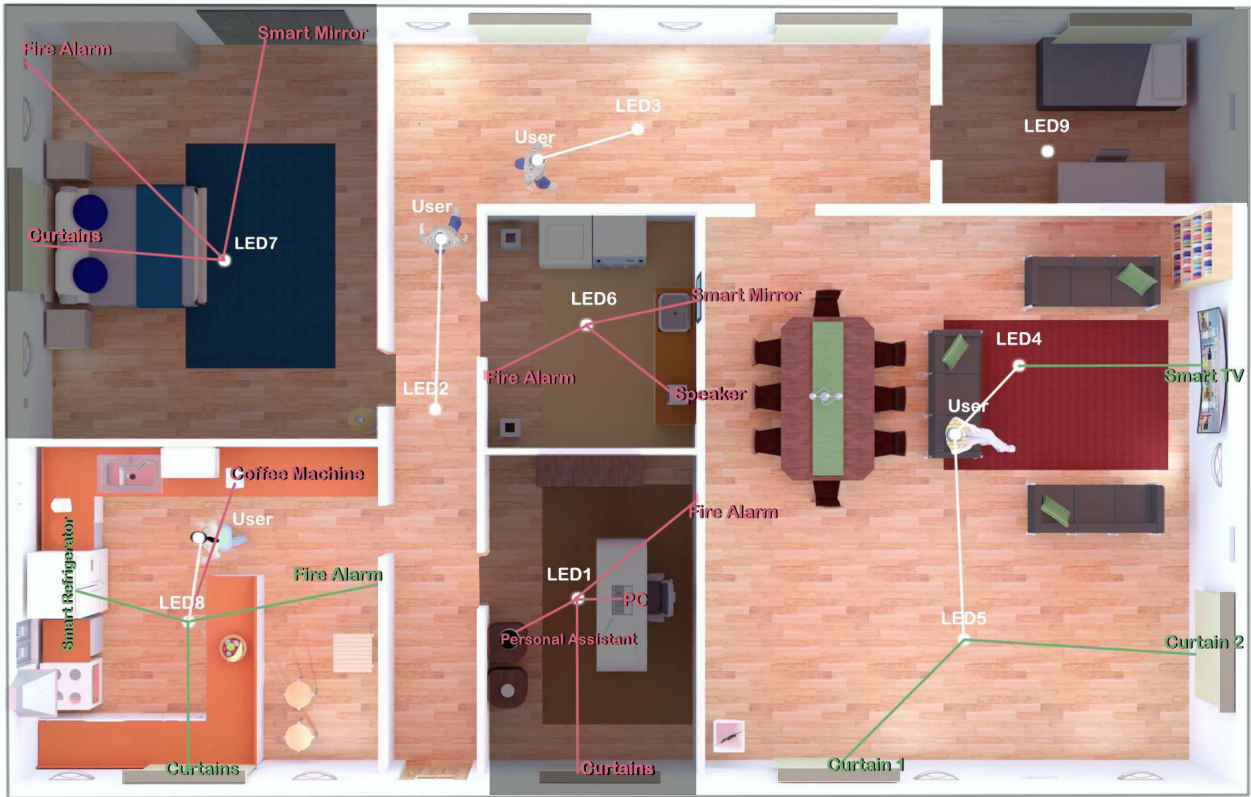 Smart Mirror
Fire Alarm
LED3
LED9
User
User
Curtains
LED7
LED6
Smart Mirror
LED4
Fire Alarm
Smart TV
LED2
Speaker
User
Coffee Machine
Fire Alarm
User
Smart Refrigerator
Fire Alarm
LED1
PC
LED8
LED5
Personal Assistant
Curtain 2
Curtains
Curtains
Curtain 1